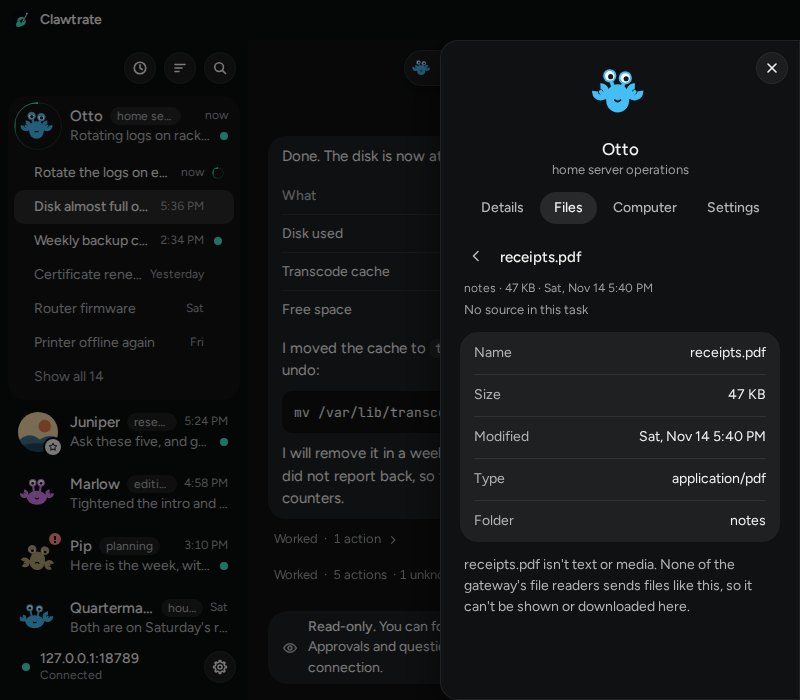 Clawtrate
Otto home se... now
Rotating logs on rack...
Rotate the logs on e... now
Disk almost full o... 5:36 PM
Weekly backup c... 2:34 PM
Certificate rene... Yesterday
Router firmware Sat
Printer offline again Fri
Show all 14
Juniper rese... 5:24 PM
Ask these five, and g...
Marlow editi... 4:58 PM
Tightened the intro and ...
Pip planning 3:10 PM
Here is the week, wit...
Quarterma... hou... Sat
Both are on Saturday's r...
127.0.0.1:18789
Connected
Done. The disk is now at
What
Disk used
Transcode cache
Free space
I moved the cache to
undo:
mv /var/lib/transco
I will remove it in a week
did not report back, so
counters.
Worked · 1 action
Worked · 5 actions · 1 unkno
Read-only. You can fo
Approvals and questio
connection.
Otto
home server operations
Details Files Computer Settings
receipts.pdf
notes · 47 KB · Sat, Nov 14 5:40 PM
No source in this task
Name receipts.pdf
Size 47 KB
Modified Sat, Nov 14 5:40 PM
Type application/pdf
Folder notes
receipts.pdf isn't text or media. None of the
gateway's file readers sends files like this, so it
can't be shown or downloaded here.